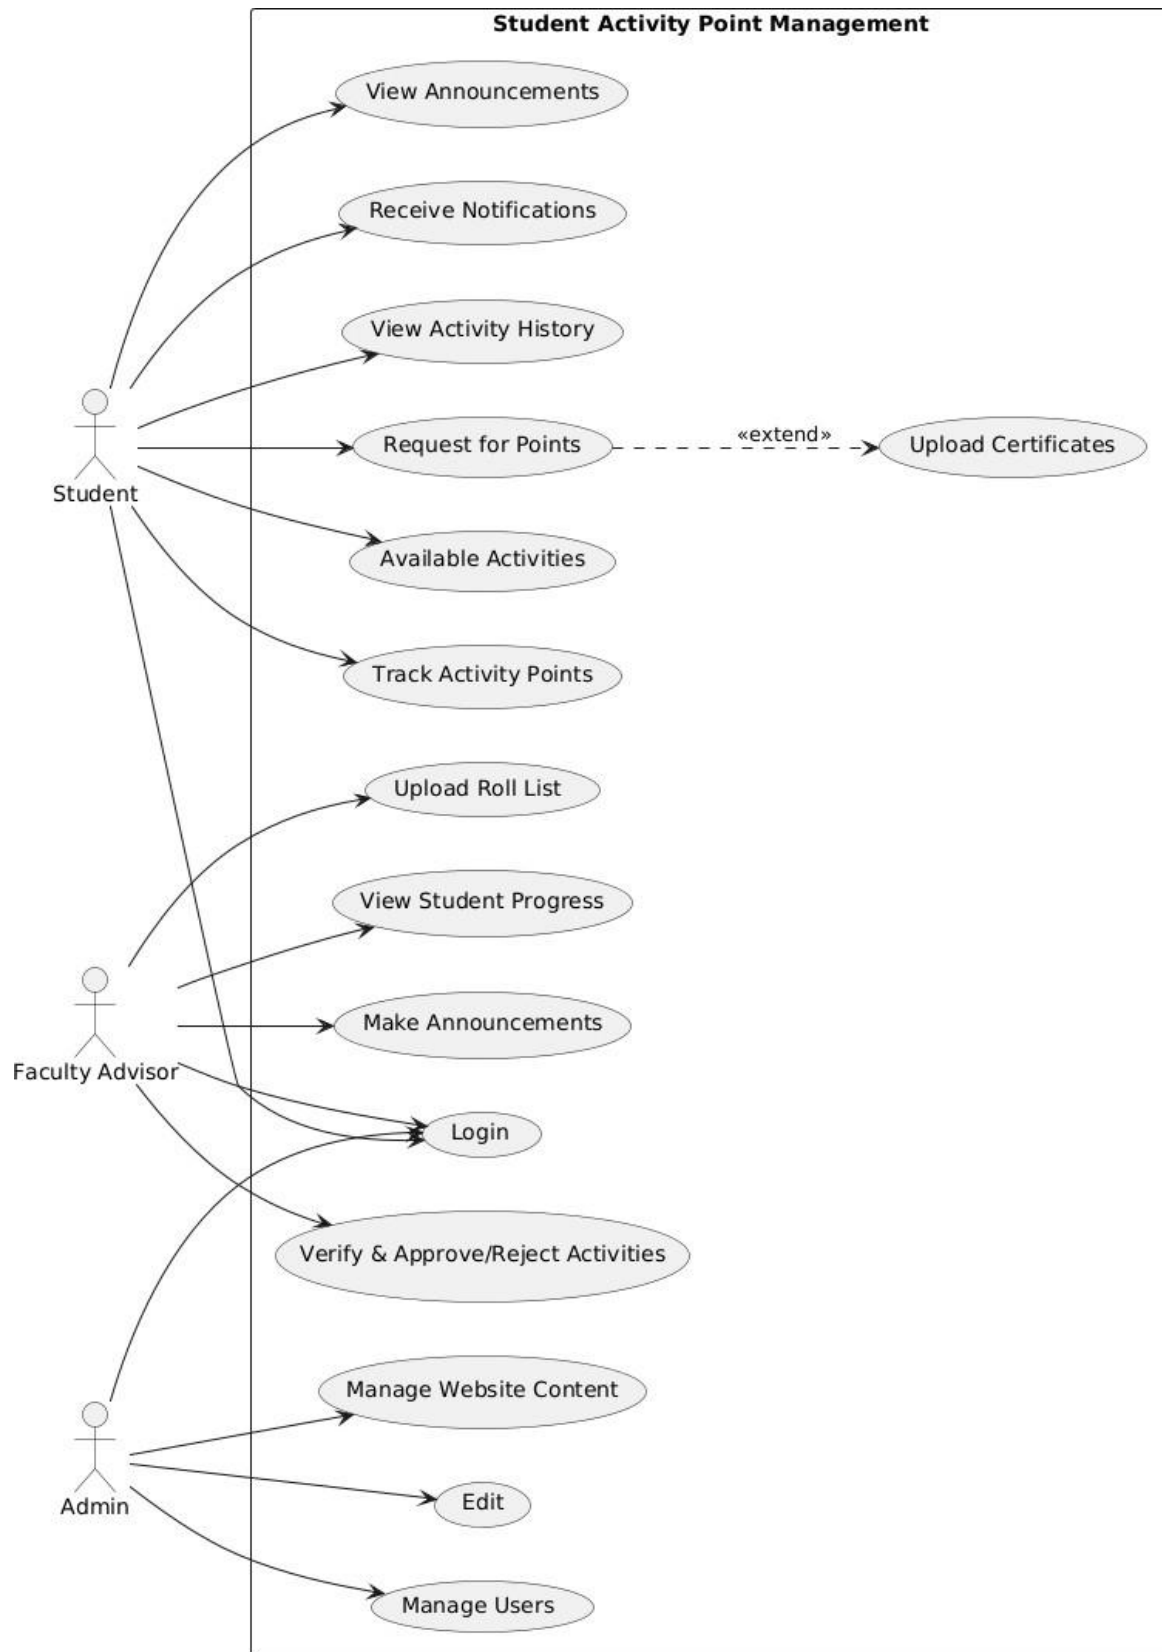 Student Activity Point Management
View Announcements
Receive Notifications
View Activity History
Request for Points
«extend»
Upload Certificates
Student
Available Activities
Track Activity Points
Upload Roll List
View Student Progress
Make Announcements
Faculty Advisor
Login
Verify & Approve/Reject Activities
Manage Website Content
Edit
Admin
Manage Users